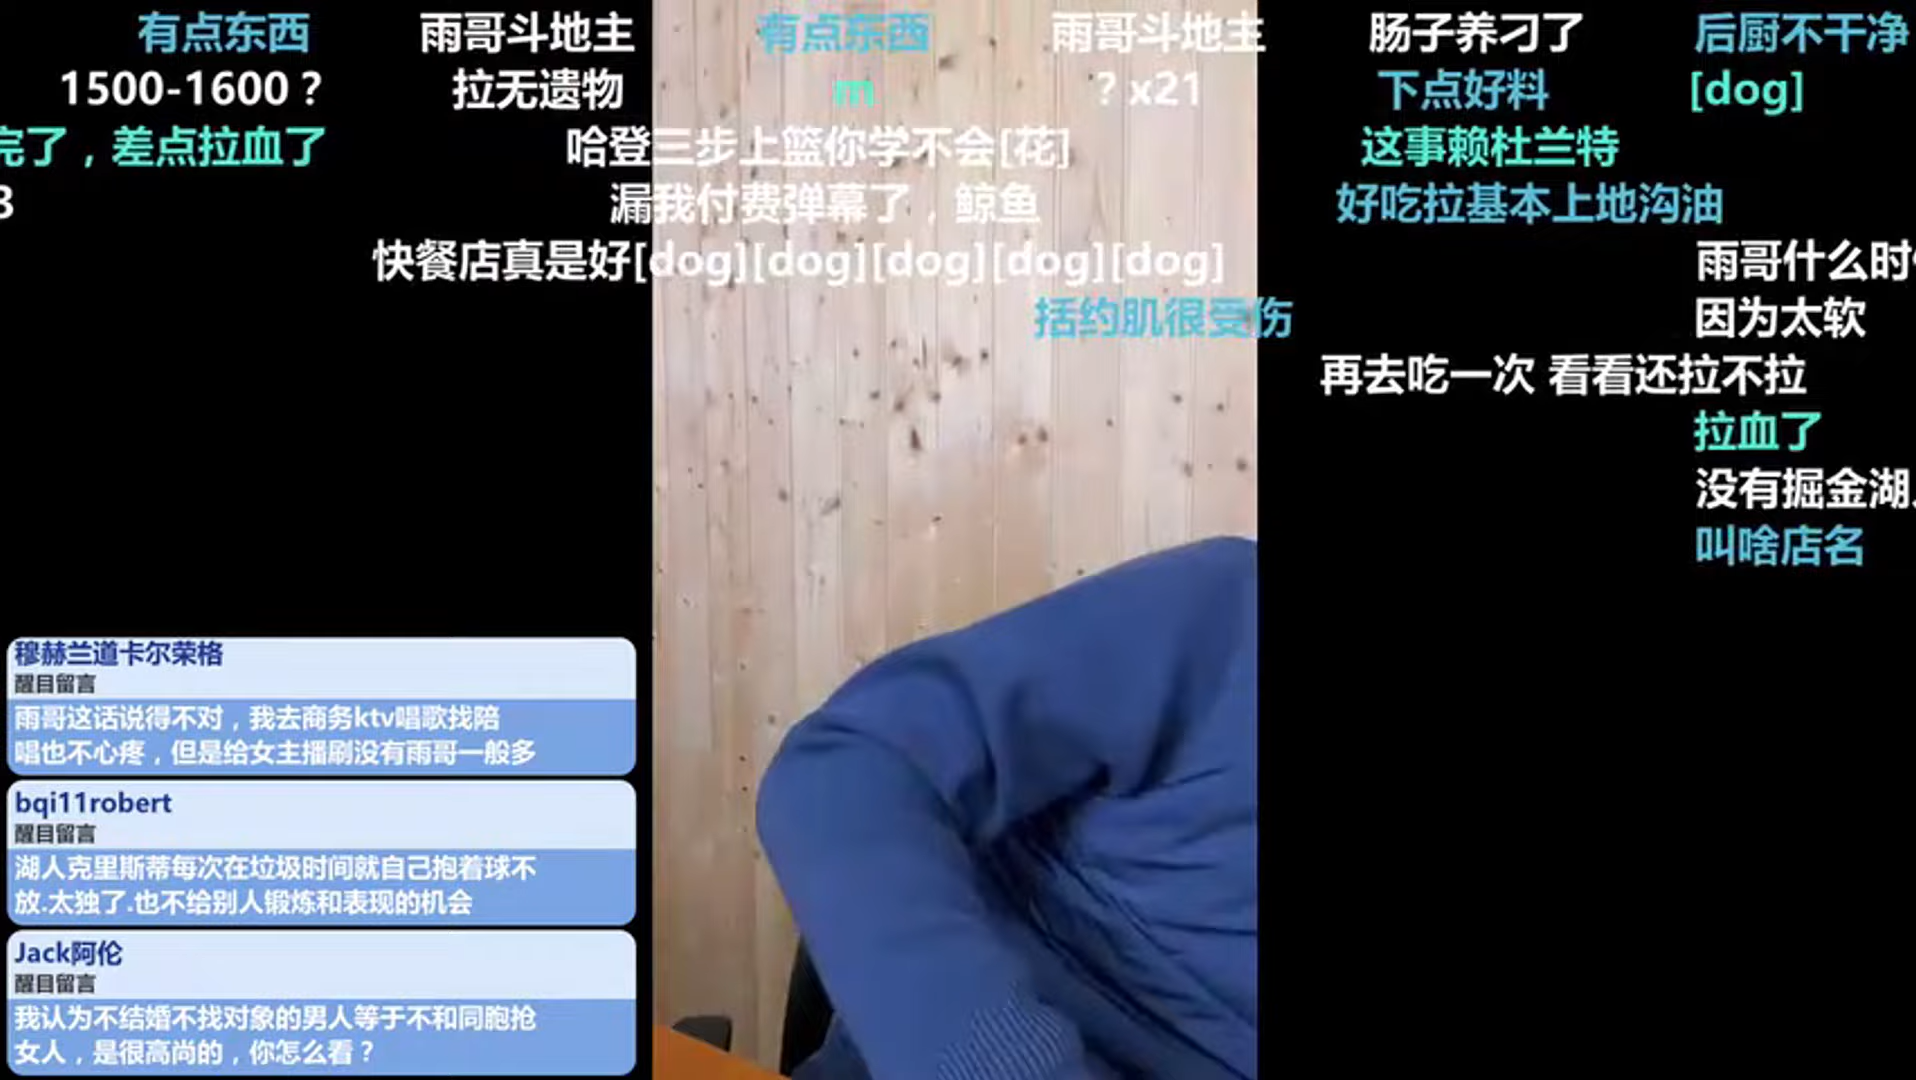 有点东西
雨哥斗地主
有点东西
雨哥斗地主
肠子养刁了
后厨不干净
1500-1600？
拉无遗物
m
？x21
下点好料
[dog]
完了，差点拉血了
哈登三步上篮你学不会[花]
这事赖杜兰特
3
漏我付费弹幕了，鲸鱼
好吃拉基本上地沟油
快餐店真是好[dog][dog][dog][dog][dog]
雨哥什么时
括约肌很受伤
因为太软
再去吃一次 看看还拉不拉
拉血了
没有掘金湖
叫啥店名
穆赫兰道卡尔荣格
醒目留言
雨哥这话说得不对，我去商务ktv唱歌找陪
唱也不心疼，但是给女主播刷没有雨哥一般多
bqi11robert
醒目留言
湖人克里斯蒂每次在垃圾时间就自己抱着球不
放.太独了.也不给别人锻炼和表现的机会
Jack阿伦
醒目留言
我认为不结婚不找对象的男人等于不和同胞抢
女人，是很高尚的，你怎么看？